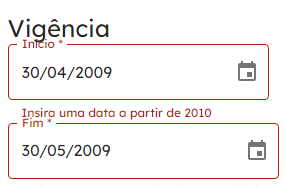 Vigência
Início *
30/04/2009
Insira uma data a partir de 2010
Fim *
30/05/2009